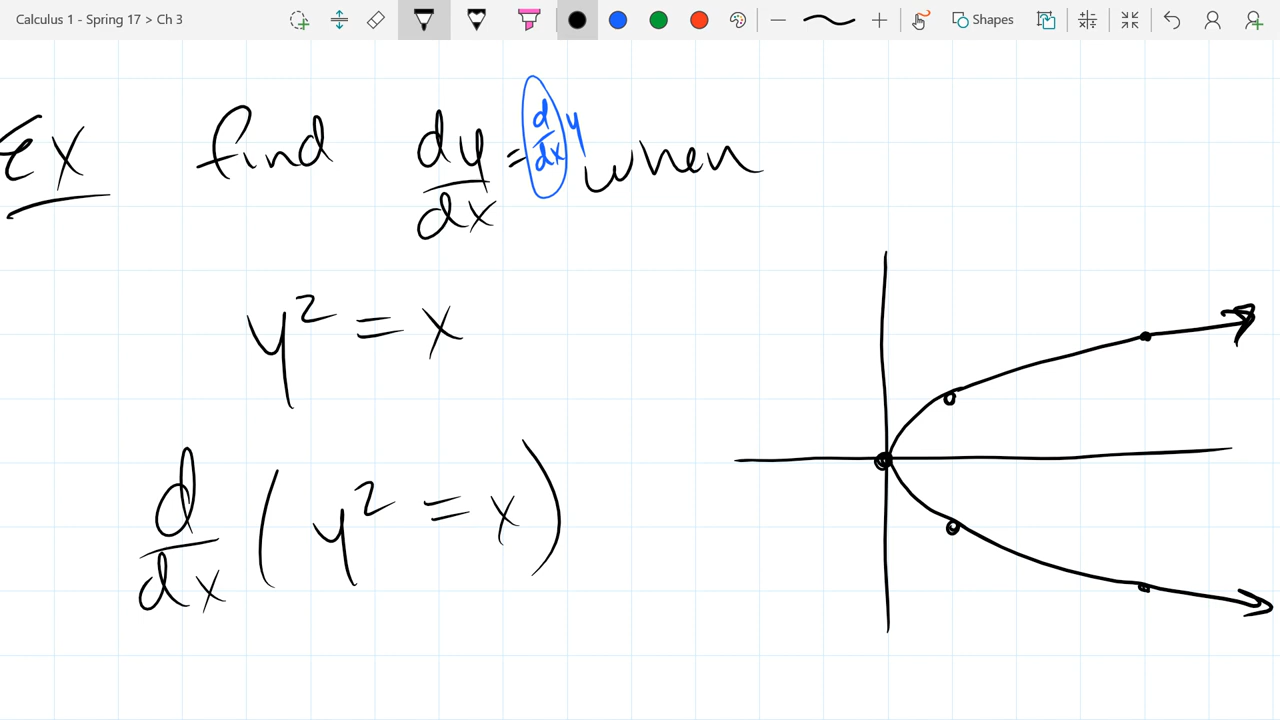 Calculus 1 - Spring 17 > Ch 3
Shapes
Ex find dy/dx = d/dx y when
y² = x
d/dx (y² = x)